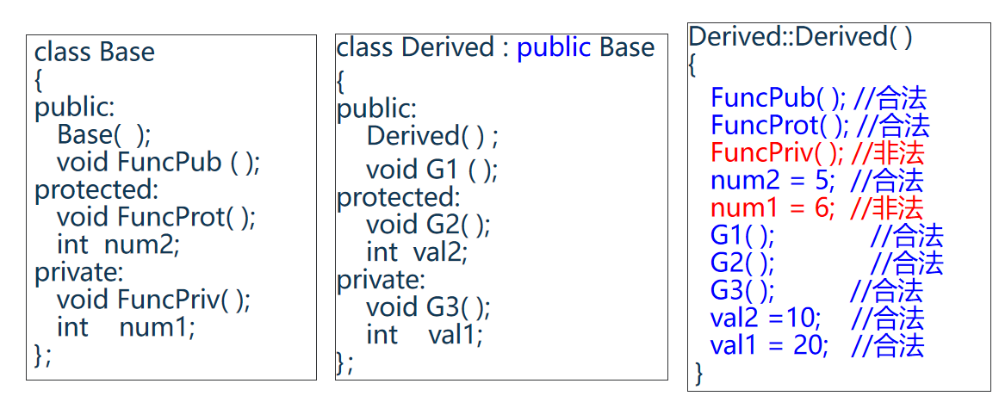 class Base
{
public:
Base(  );
void FuncPub ( );
protected:
void FuncProt( );
int  num2;
private:
void FuncPriv( );
int    num1;
} ;
class Derived : public Base
{
public:
Derived( ) ;
void G1 ( );
protected:
void G2( );
int  val2;
private:
void G3( );
int    val1;
} ;
Derived::Derived( )
{
FuncPub( ); //合法
FuncProt( ); //合法
FuncPriv( ); //非法
num2 = 5;  //合法
num1 = 6;  //非法
G1( );              //合法
G2( );              //合法
G3( );           //合法
val2 =10;    //合法
val1 = 20;   //合法
}